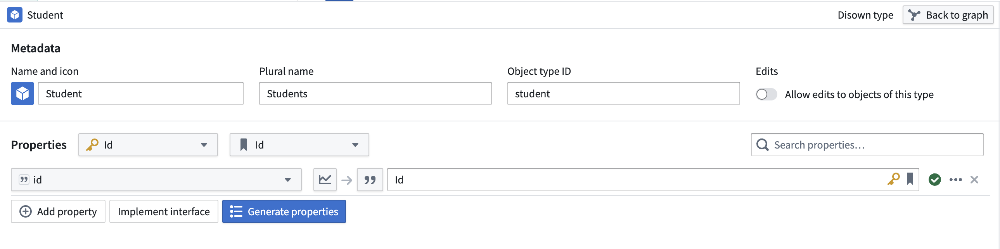 Student
Disown type
Back to graph
Metadata
Name and icon
Plural name
Object type ID
Edits
Student
Students
student
Allow edits to objects of this type
Properties
Id
Id
Search properties…
id
Id
Add property
Implement interface
Generate properties